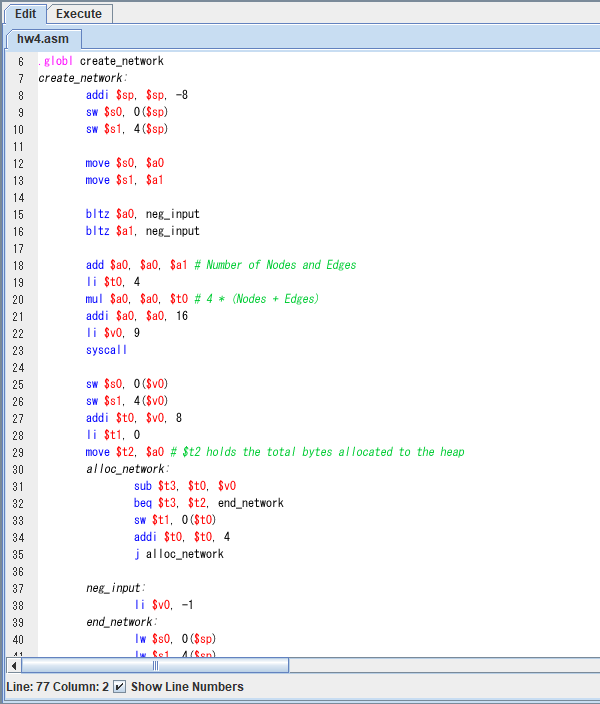 Edit Execute
hw4.asm
6 .globl create_network
7 create_network:
8 addi $sp, $sp, -8
9 sw $s0, 0($sp)
10 sw $s1, 4($sp)
11
12 move $s0, $a0
13 move $s1, $a1
14
15 bltz $a0, neg_input
16 bltz $a1, neg_input
17
18 add $a0, $a0, $a1 # Number of Nodes and Edges
19 li $t0, 4
20 mul $a0, $a0, $t0 # 4 * (Nodes + Edges)
21 addi $a0, $a0, 16
22 li $v0, 9
23 syscall
24
25 sw $s0, 0($v0)
26 sw $s1, 4($v0)
27 addi $t0, $v0, 8
28 li $t1, 0
29 move $t2, $a0 # $t2 holds the total bytes allocated to the heap
30 alloc_network:
31 sub $t3, $t0, $v0
32 beq $t3, $t2, end_network
33 sw $t1, 0($t0)
34 addi $t0, $t0, 4
35 j alloc_network
36
37 neg_input:
38 li $v0, -1
39 end_network:
40 lw $s0, 0($sp)
41 lw $s1, 4($sp)
Line: 77 Column: 2 Show Line Numbers